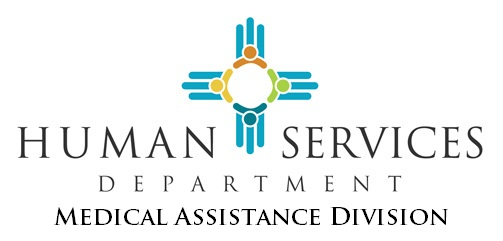 HUMAN SERVICES
DEPARTMENT
MEDICAL ASSISTANCE DIVISION